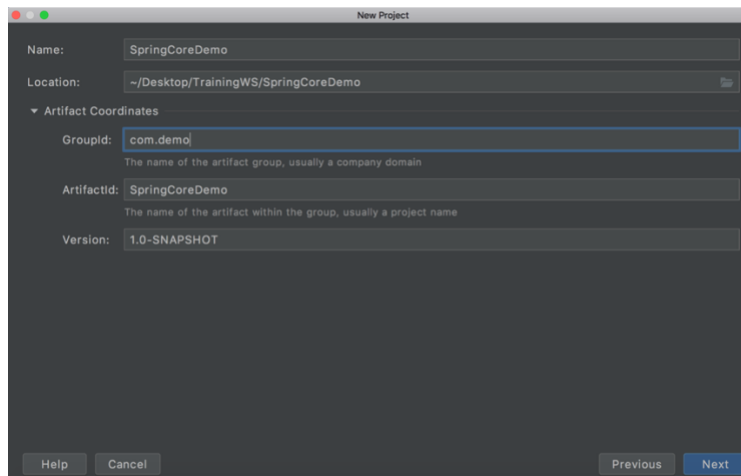 New Project
Name: SpringCoreDemo
Location: ~/Desktop/TrainingWS/SpringCoreDemo
Artifact Coordinates
GroupId: com.demo
The name of the artifact group, usually a company domain
ArtifactId: SpringCoreDemo
The name of the artifact within the group, usually a project name
Version: 1.0-SNAPSHOT
Help Cancel Previous Next